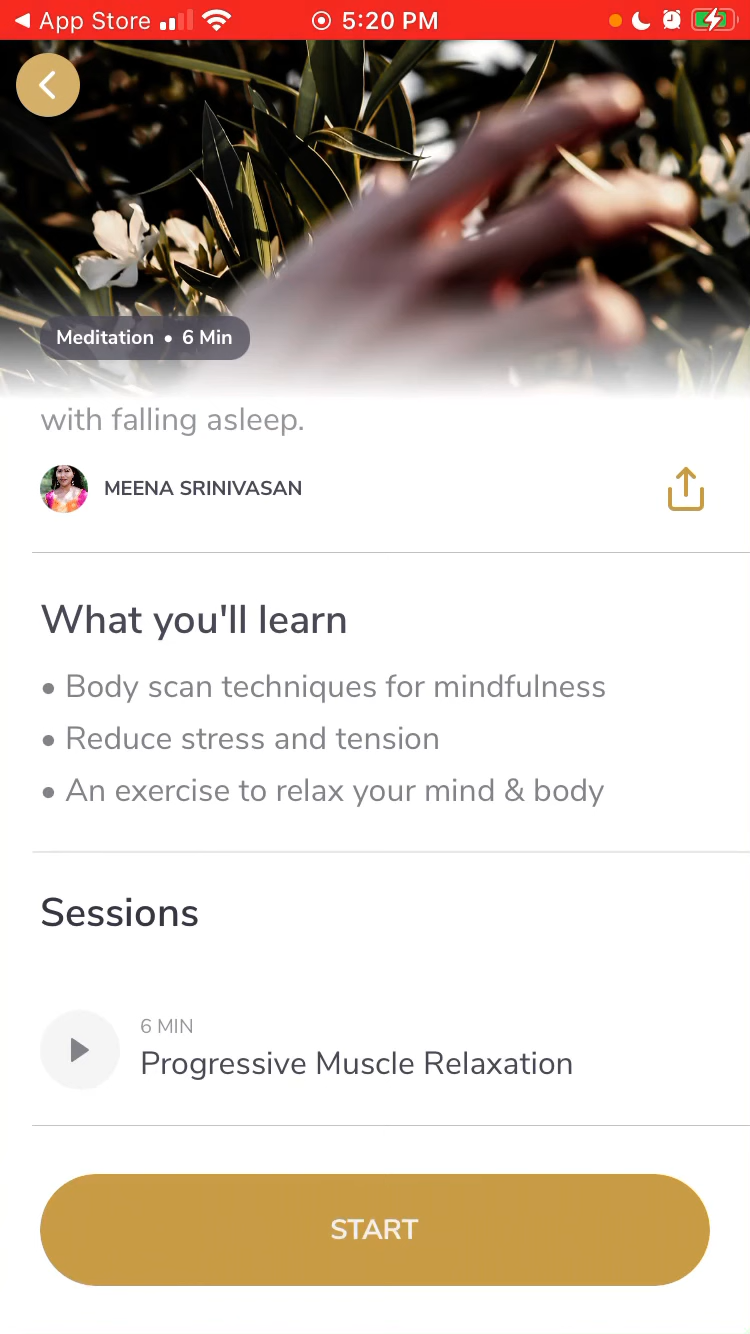 App Store
5:20 PM
Meditation • 6 Min
with falling asleep.
MEENA SRINIVASAN
What you'll learn
• Body scan techniques for mindfulness
• Reduce stress and tension
• An exercise to relax your mind & body
Sessions
6 MIN
Progressive Muscle Relaxation
START